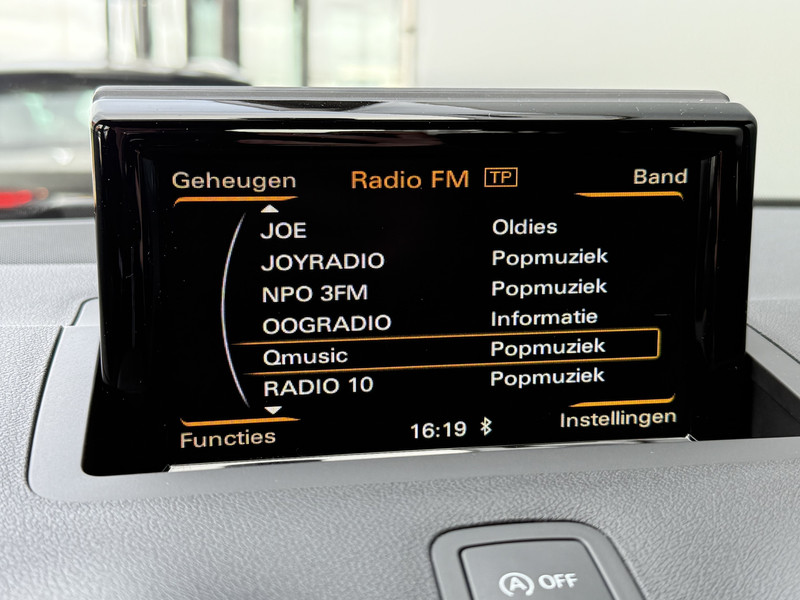 Geheugen Radio FM TP Band
JOE Oldies
JOYRADIO Popmuziek
NPO 3FM Popmuziek
OOGRADIO Informatie
Qmusic Popmuziek
RADIO 10 Popmuziek
Functies 16:19 Instellingen
A OFF